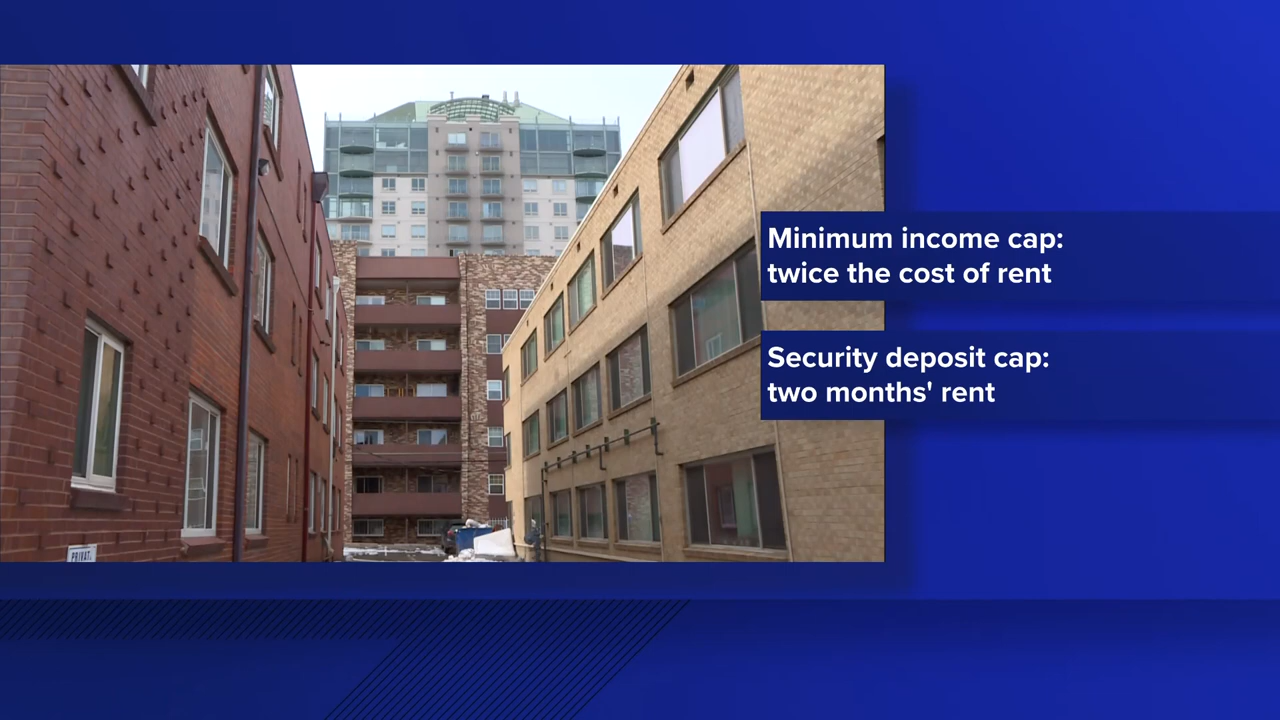 Minimum income cap:
twice the cost of rent
Security deposit cap:
two months' rent